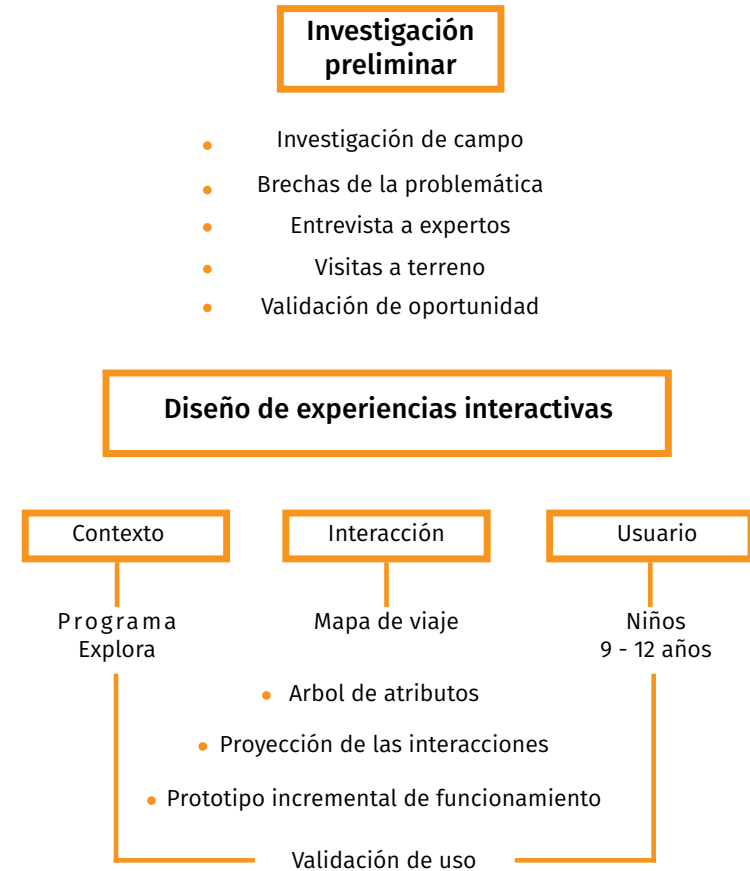 Investigación
preliminar
Investigación de campo
Brechas de la problemática
Entrevista a expertos
Visitas a terreno
Validación de oportunidad
Diseño de experiencias interactivas
Contexto
Interacción
Usuario
Programa
Explora
Mapa de viaje
Niños
9 - 12 años
Arbol de atributos
Proyección de las interacciones
Prototipo incremental de funcionamiento
Validación de uso